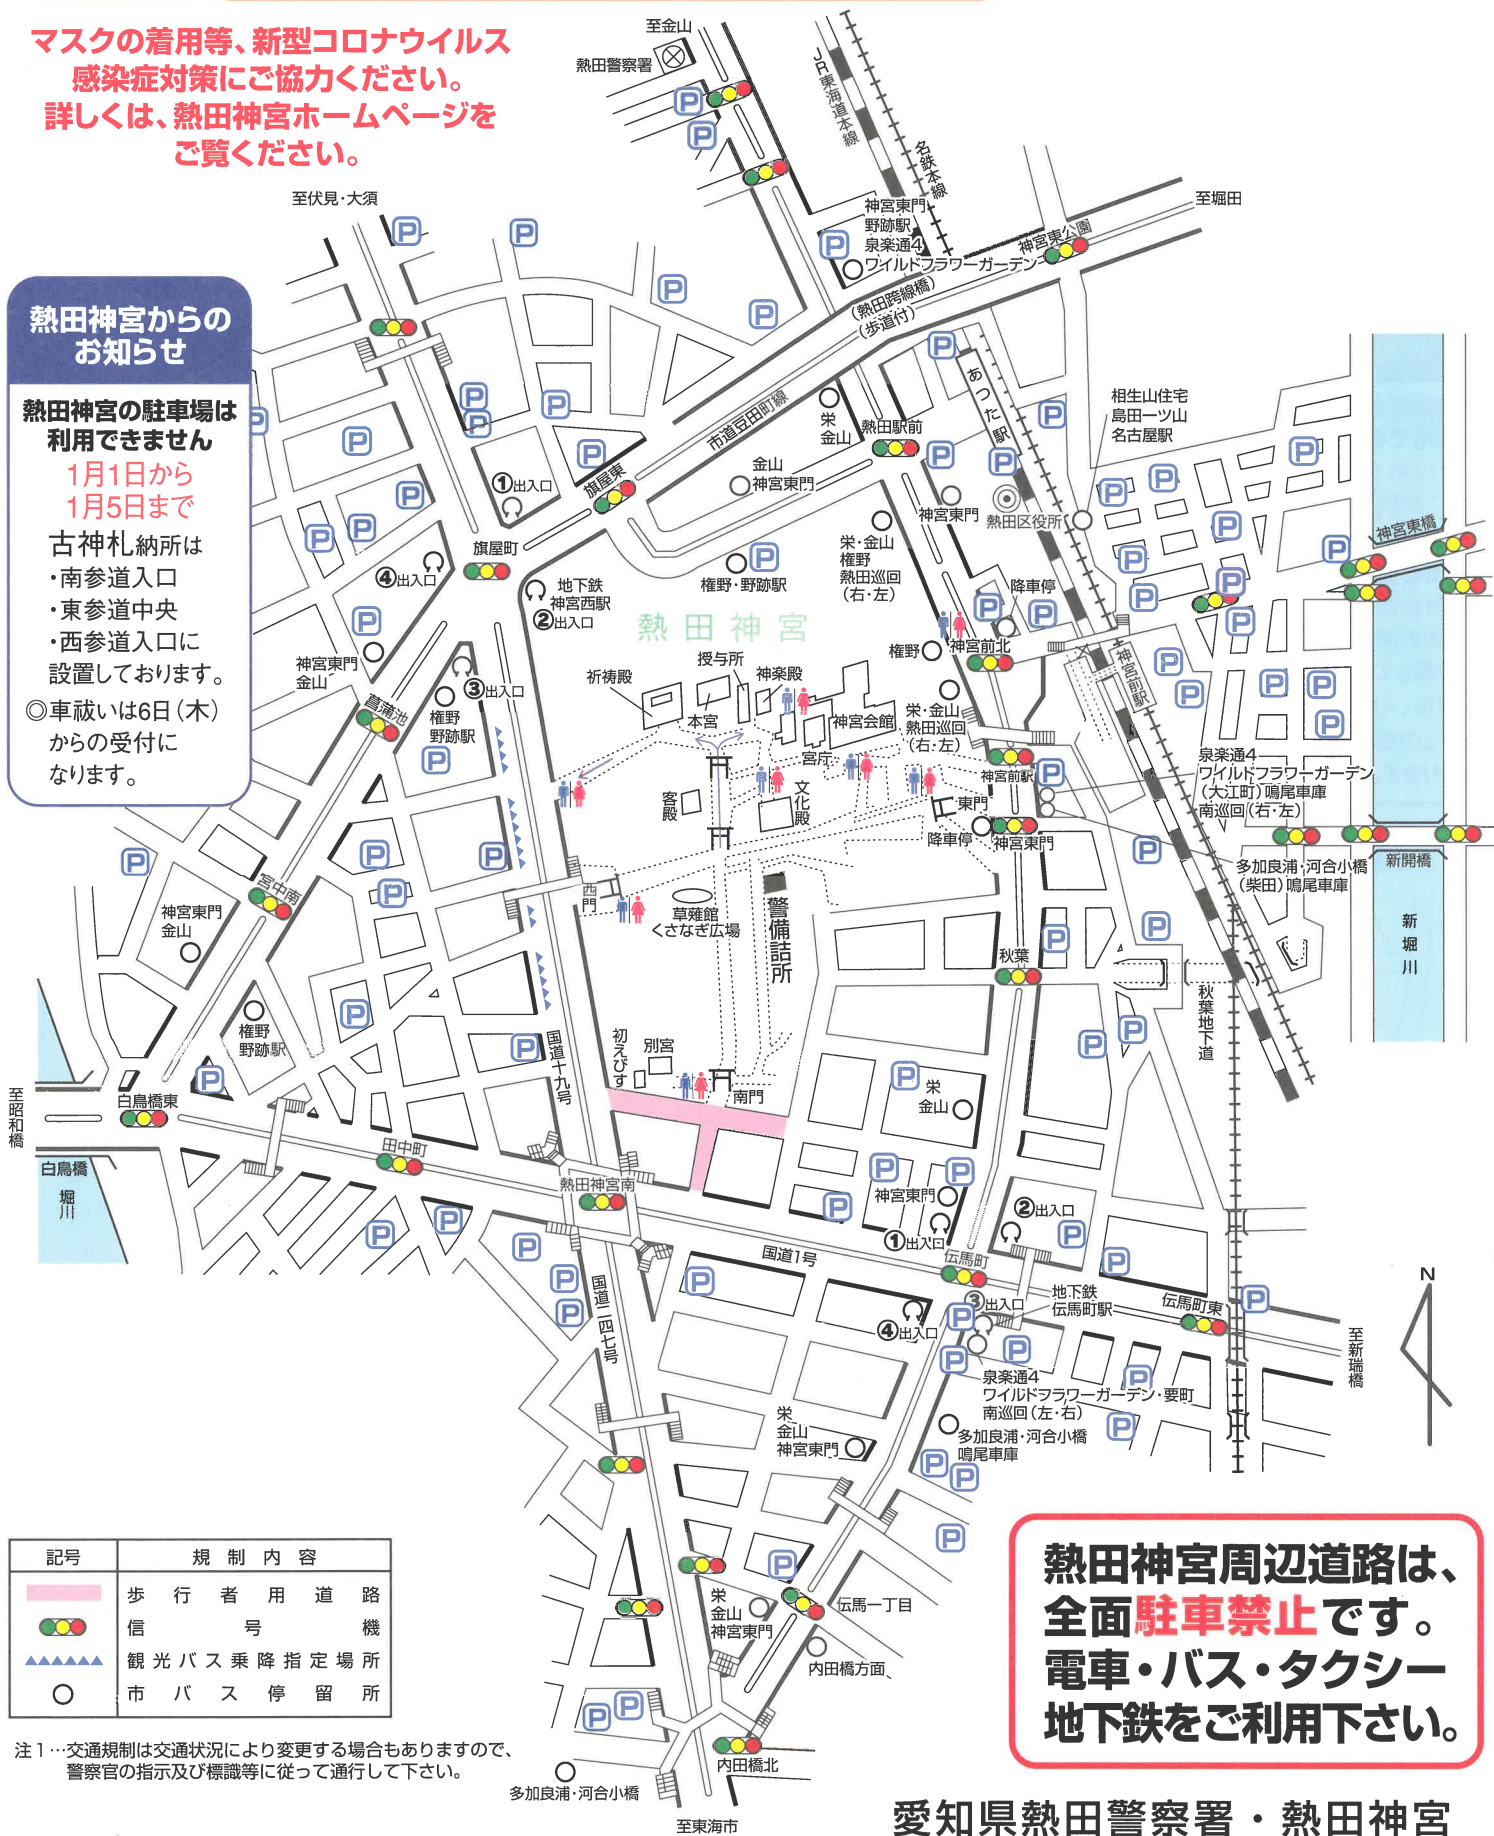 マスクの着用等、新型コロナウイルス
感染症対策にご協力ください。
詳しくは、熱田神宮ホームページを
ご覧ください。
熱田神宮からの
お知らせ
熱田神宮の駐車場は
利用できません
1月1日から
1月5日まで
古神札納所は
・南参道入口
・東参道中央
・西参道入口に
設置しております。
◎車祓いは6日(木)
からの受付に
なります。
至金山
熱田警察署
JR東海道本線
名鉄本線
至伏見・大須
至堀田
神宮東門
野跡駅
泉楽通4
ワイルドフラワーガーデン
神宮東公園
(熱田跨線橋)
(歩道付)
市道豆田町線
あつた駅
栄
金山
熱田駅前
相生山住宅
島田一ツ山
名古屋駅
①出入口
旗屋東
金山
神宮東門
神宮東門
熱田区役所
神宮東橋
旗屋町
④出入口
地下鉄
神宮西駅
②出入口
権野・野跡駅
栄・金山
権野
熱田巡回
(右・左)
降車停
熱田神宮
神宮東門
金山
③出入口
権野
野跡駅
菖蒲池
祈祷殿
授与所
神楽殿
本宮
神宮会館
宮庁
権野
神宮前北
神宮前駅
栄・金山
熱田巡回
(右・左)
神宮前駅
客殿
文化殿
東門
降車停
神宮東門
泉楽通4
ワイルドフラワーガーデン
(大江町)鳴尾車庫
南巡回(右・左)
多加良浦・河合小橋
(柴田)鳴尾車庫
新開橋
新堀川
宮中南
神宮東門
金山
西門
草薙館
くさなぎ広場
警備詰所
秋葉
秋葉地下道
権野
野跡駅
国道十九号
初えびす
別宮
南門
栄
金山
至昭和橋
白鳥橋東
白鳥橋
堀川
田中町
熱田神宮南
神宮東門
①出入口
②出入口
国道1号
伝馬町
③出入口
地下鉄
伝馬町駅
伝馬町東
至新瑞橋
N
国道二四七号
④出入口
泉楽通4
ワイルドフラワーガーデン・要町
南巡回(左・右)
多加良浦・河合小橋
鳴尾車庫
栄
金山
神宮東門
栄
金山
神宮東門
伝馬一丁目
内田橋方面
内田橋北
多加良浦・河合小橋
至東海市
記号
規制内容
歩行者用道路
信号機
観光バス乗降指定場所
市バス停留所
注1…交通規制は交通状況により変更する場合もありますので、
警察官の指示及び標識等に従って通行して下さい。
熱田神宮周辺道路は、
全面駐車禁止です。
電車・バス・タクシー
地下鉄をご利用下さい。
愛知県熱田警察署・熱田神宮